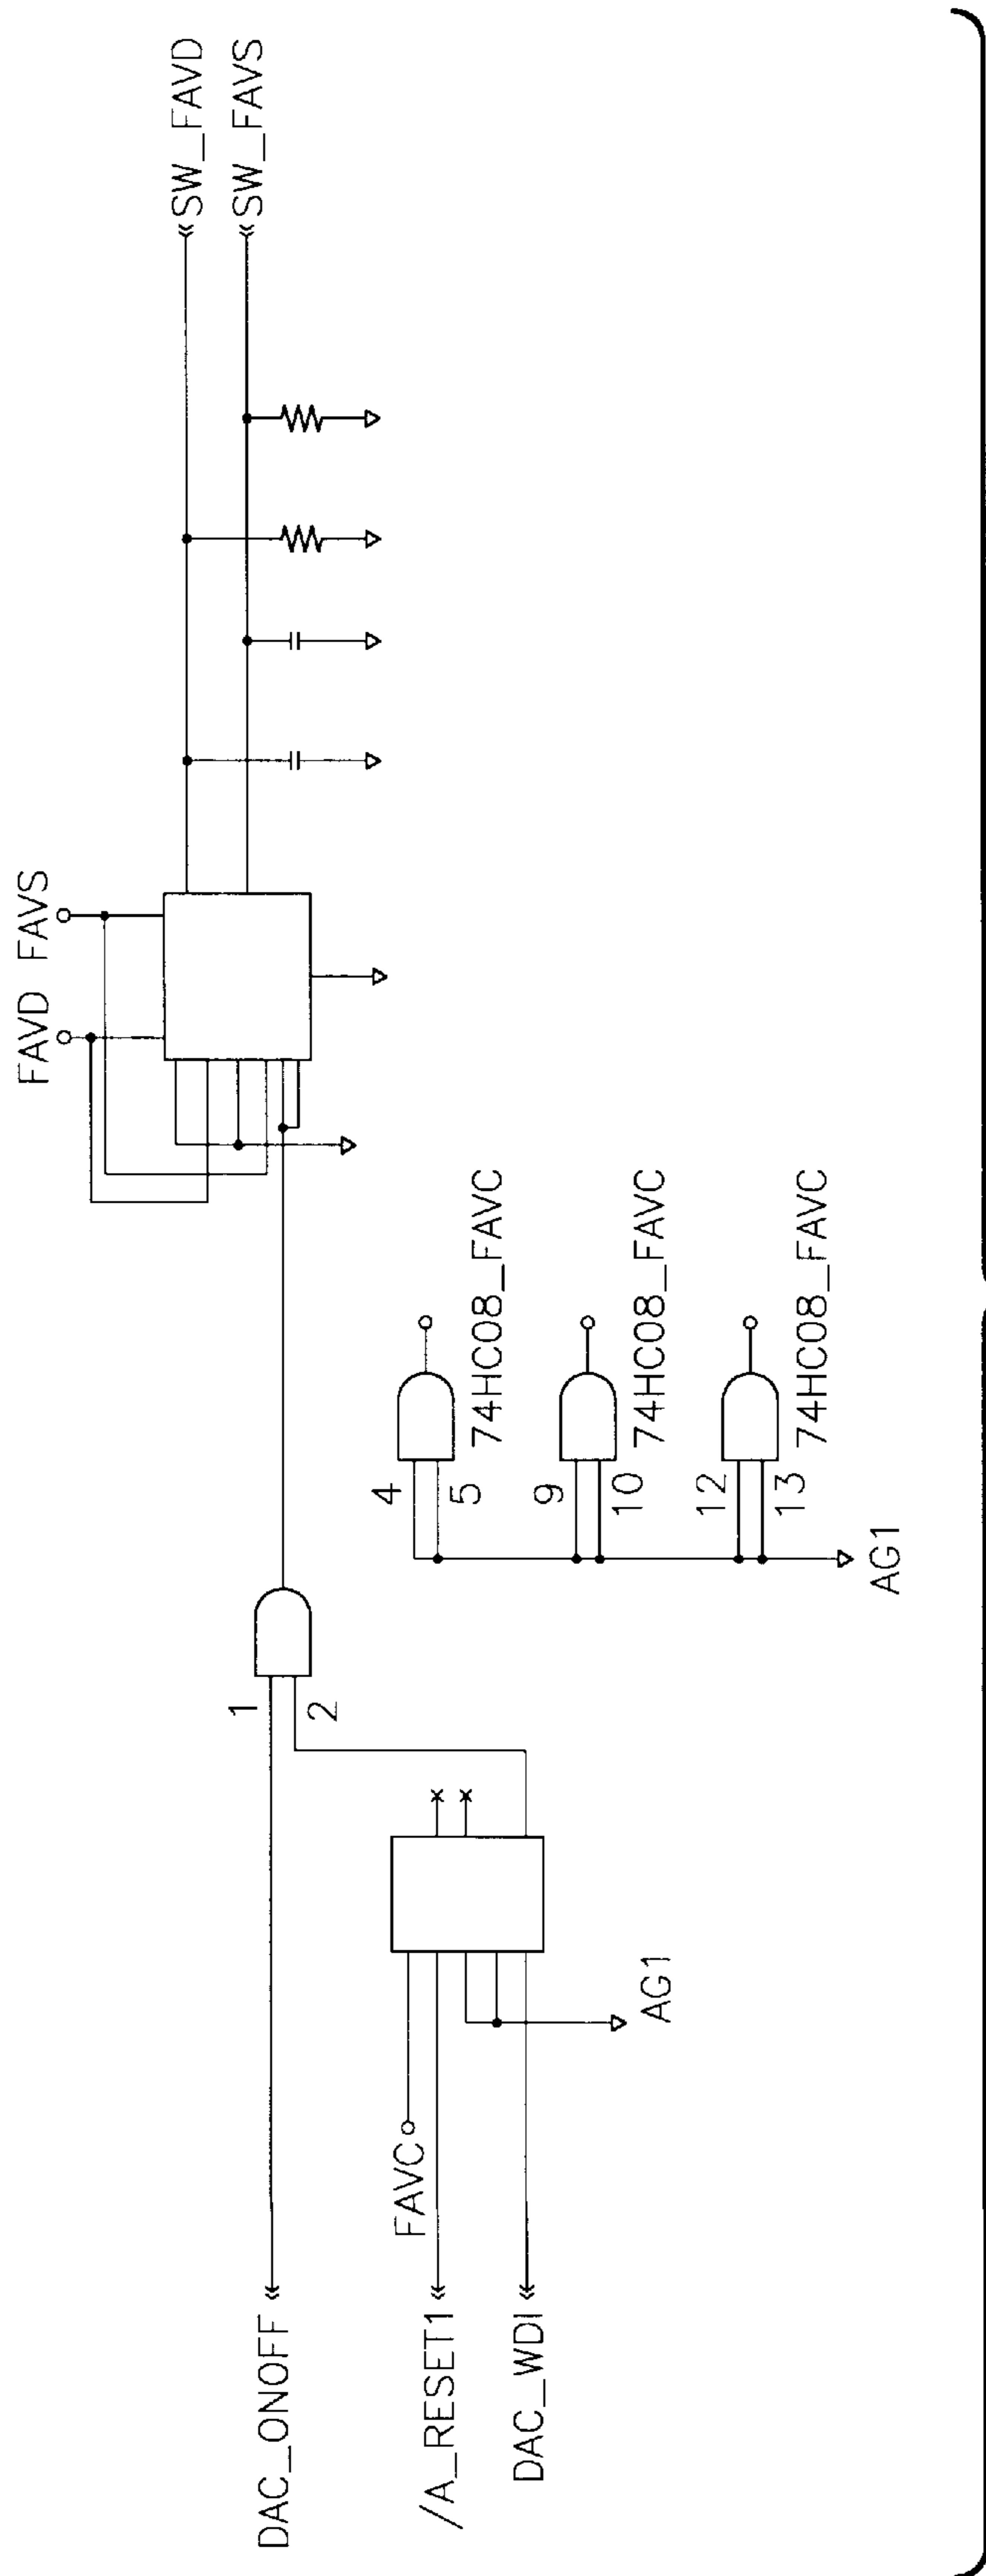 SW_FAVD
SW_FAVS
FAVD FAVS
74HC08_FAVC
4
5
74HC08_FAVC
9
10
74HC08_FAVC
12
13
AG1
1
2
AG1
FAVC
DAC_ONOFF
/A_RESET1
DAC_WDI